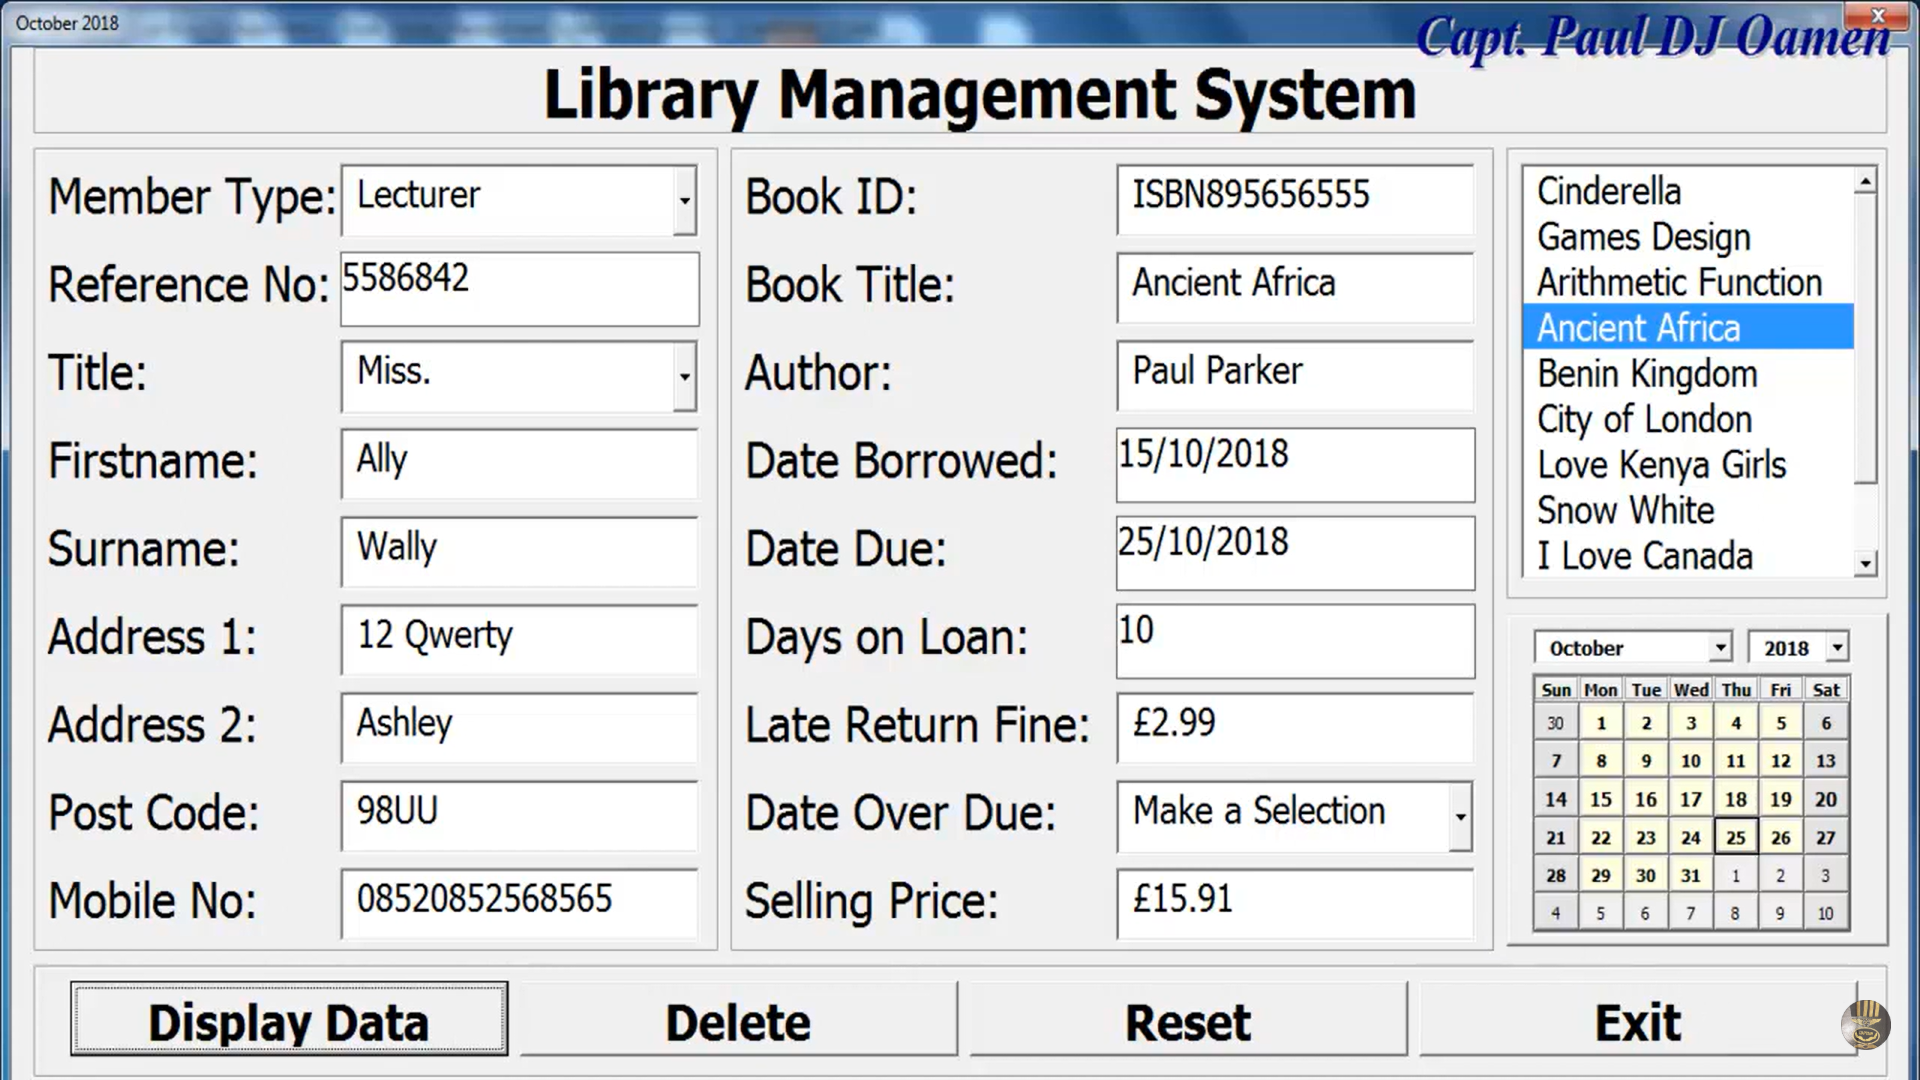 October 2018
Capt. Paul DJ Oamen
Library Management System
Member Type: Lecturer
Reference No: 5586842
Title: Miss.
Firstname: Ally
Surname: Wally
Address 1: 12 Qwerty
Address 2: Ashley
Post Code: 98UU
Mobile No: 08520852568565
Book ID: ISBN895656555
Book Title: Ancient Africa
Author: Paul Parker
Date Borrowed: 15/10/2018
Date Due: 25/10/2018
Days on Loan: 10
Late Return Fine: £2.99
Date Over Due: Make a Selection
Selling Price: £15.91
Cinderella
Games Design
Arithmetic Function
Ancient Africa
Benin Kingdom
City of London
Love Kenya Girls
Snow White
I Love Canada
October 2018
Sun Mon Tue Wed Thu Fri Sat
30 1 2 3 4 5 6
7 8 9 10 11 12 13
14 15 16 17 18 19 20
21 22 23 24 25 26 27
28 29 30 31 1 2 3
4 5 6 7 8 9 10
Display Data Delete Reset Exit